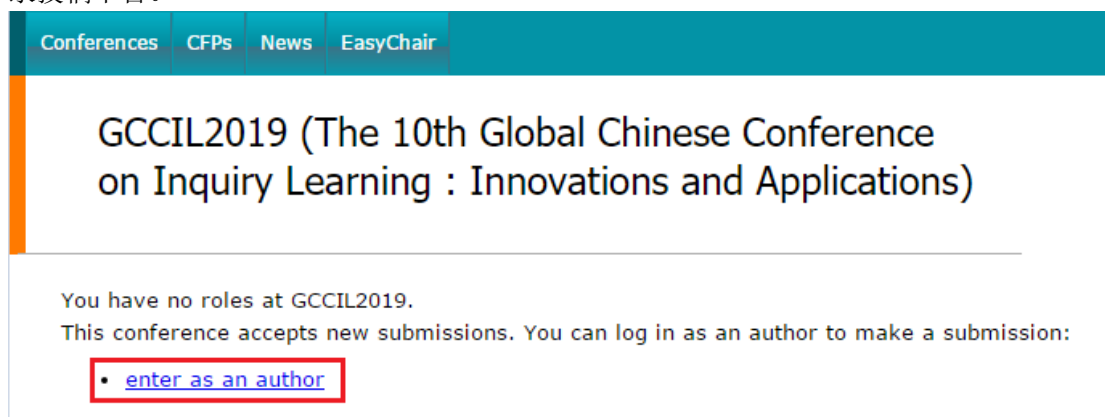 Conferences CFPs News EasyChair
GCCIL2019 (The 10th Global Chinese Conference
on Inquiry Learning : Innovations and Applications)
You have no roles at GCCIL2019.
This conference accepts new submissions. You can log in as an author to make a submission:
• enter as an author